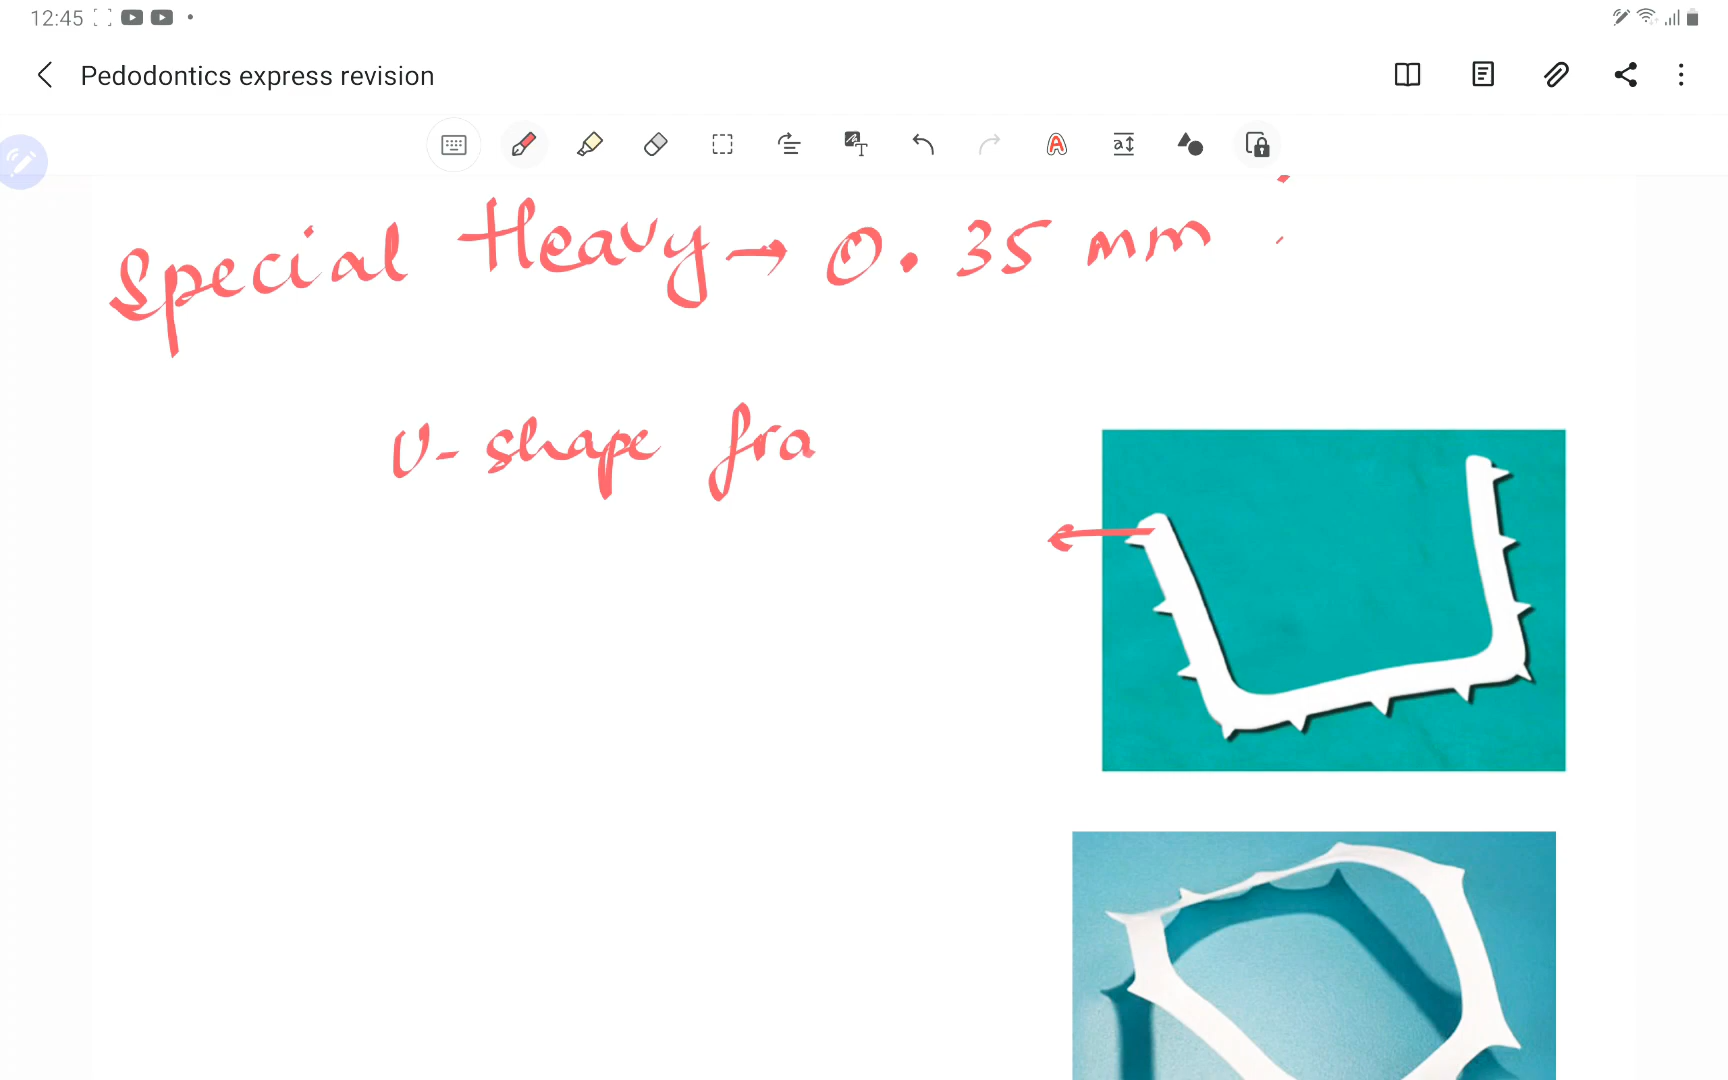 12:45
Pedodontics express revision
Special Heavy → 0.35 mm
U-shape fra